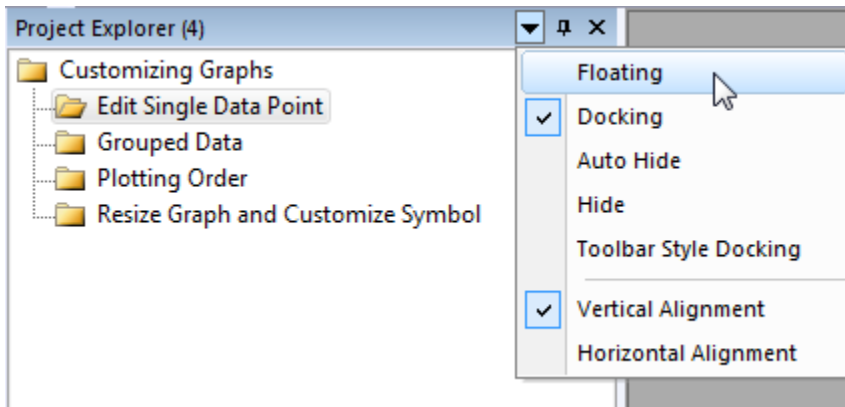 Project Explorer (4)
Customizing Graphs
Edit Single Data Point
Grouped Data
Plotting Order
Resize Graph and Customize Symbol
Floating
Docking
Auto Hide
Hide
Toolbar Style Docking
Vertical Alignment
Horizontal Alignment